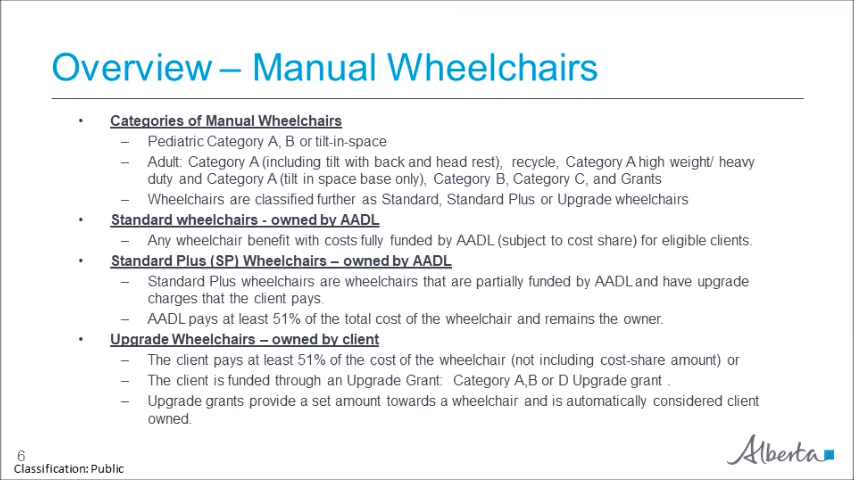 Overview – Manual Wheelchairs
• Categories of Manual Wheelchairs
– Pediatric Category A, B or tilt-in-space
– Adult: Category A (including tilt with back and head rest), recycle, Category A high weight/ heavy
duty and Category A (tilt in space base only), Category B, Category C, and Grants
– Wheelchairs are classified further as Standard, Standard Plus or Upgrade wheelchairs
• Standard wheelchairs - owned by AADL
– Any wheelchair benefit with costs fully funded by AADL (subject to cost share) for eligible clients.
• Standard Plus (SP) Wheelchairs – owned by AADL
– Standard Plus wheelchairs are wheelchairs that are partially funded by AADL and have upgrade
charges that the client pays.
– AADL pays at least 51% of the total cost of the wheelchair and remains the owner.
• Upgrade Wheelchairs – owned by client
– The client pays at least 51% of the cost of the wheelchair (not including cost-share amount) or
– The client is funded through an Upgrade Grant: Category A,B or D Upgrade grant .
– Upgrade grants provide a set amount towards a wheelchair and is automatically considered client
owned.
6
Classification: Public
Alberta